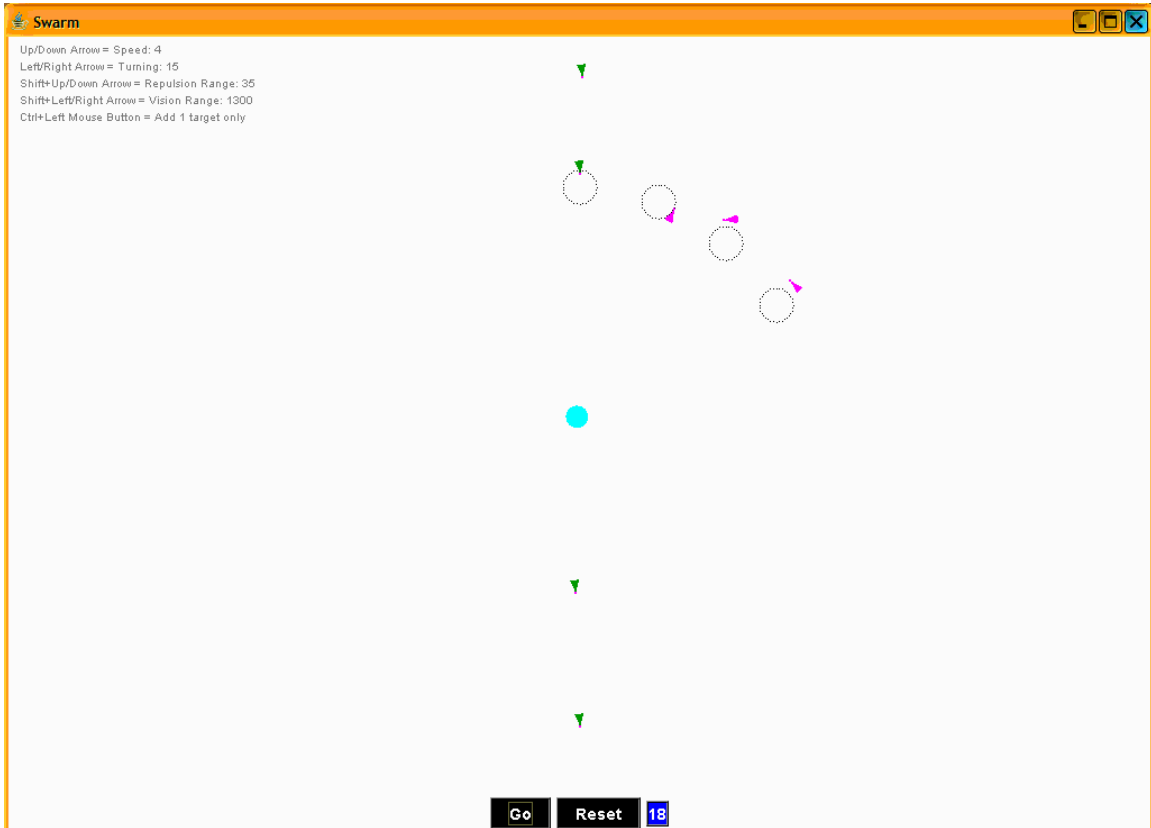 Swarm
Up/Down Arrow = Speed: 4
Left/Right Arrow = Turning: 15
Shift+Up/Down Arrow = Repulsion Range: 35
Shift+Left/Right Arrow = Vision Range: 1300
Ctrl+Left Mouse Button = Add 1 target only
Go Reset 18